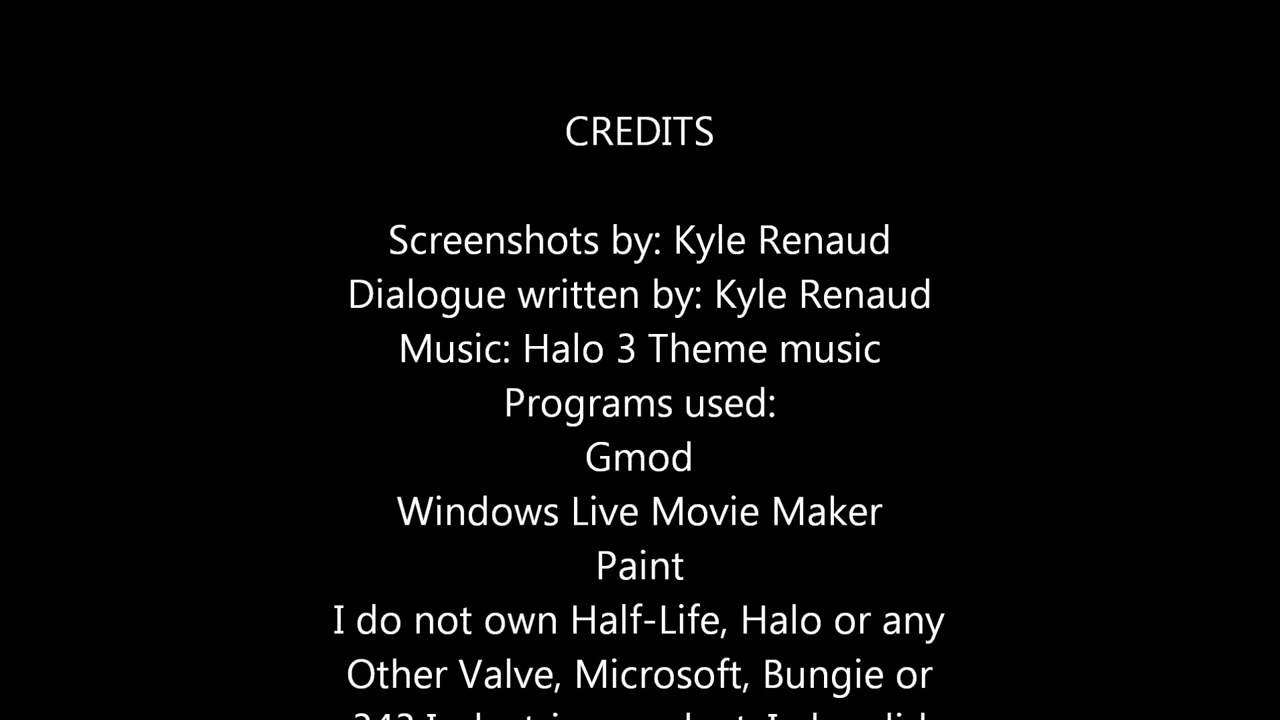 CREDITS
Screenshots by: Kyle Renaud
Dialogue written by: Kyle Renaud
Music: Halo 3 Theme music
Programs used:
Gmod
Windows Live Movie Maker
Paint
I do not own Half-Life, Halo or any
Other Valve, Microsoft, Bungie or